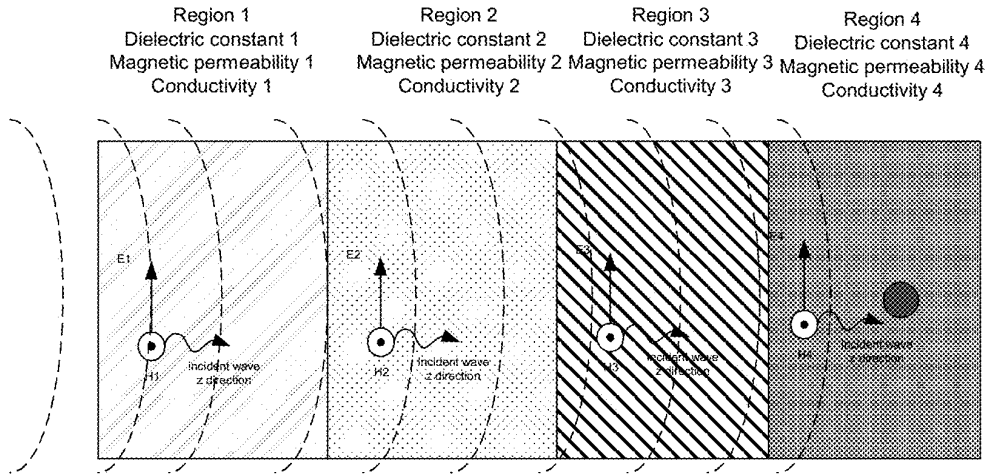 Region 1
Dielectric constant 1
Magnetic permeability 1
Conductivity 1
Region 2
Dielectric constant 2
Magnetic permeability 2
Conductivity 2
Region 3
Dielectric constant 3
Magnetic permeability 3
Conductivity 3
Region 4
Dielectric constant 4
Magnetic permeability 4
Conductivity 4
E1
H1
Incident wave
z direction
E2
H2
Incident wave
z direction
E3
H3
Incident wave
z direction
E4
H4
Incident wave
direction